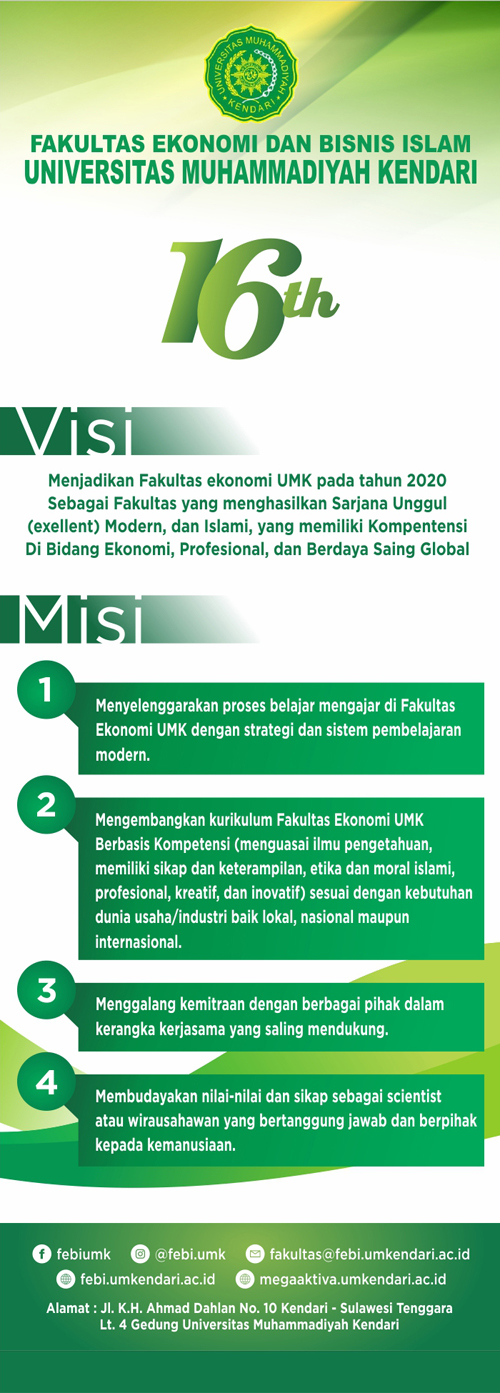 UNIVERSITAS MUHAMMADIYAH
KENDARI
FAKULTAS EKONOMI DAN BISNIS ISLAM
UNIVERSITAS MUHAMMADIYAH KENDARI
16th
Visi
Menjadikan Fakultas ekonomi UMK pada tahun 2020
Sebagai Fakultas yang menghasilkan Sarjana Unggul
(exellent) Modern, dan Islami, yang memiliki Kompentensi
Di Bidang Ekonomi, Profesional, dan Berdaya Saing Global
Misi
1
Menyelenggarakan proses belajar mengajar di Fakultas
Ekonomi UMK dengan strategi dan sistem pembelajaran
modern.
2
Mengembangkan kurikulum Fakultas Ekonomi UMK
Berbasis Kompetensi (menguasai ilmu pengetahuan,
memiliki sikap dan keterampilan, etika dan moral islami,
profesional, kreatif, dan inovatif) sesuai dengan kebutuhan
dunia usaha/industri baik lokal, nasional maupun
internasional.
3
Menggalang kemitraan dengan berbagai pihak dalam
kerangka kerjasama yang saling mendukung.
4
Membudayakan nilai-nilai dan sikap sebagai scientist
atau wirausahawan yang bertanggung jawab dan berpihak
kepada kemanusiaan.
febiumk @febi.umk fakultas@febi.umkendari.ac.id
febi.umkendari.ac.id megaaktiva.umkendari.ac.id
Alamat : Jl. K.H. Ahmad Dahlan No. 10 Kendari - Sulawesi Tenggara
Lt. 4 Gedung Universitas Muhammadiyah Kendari